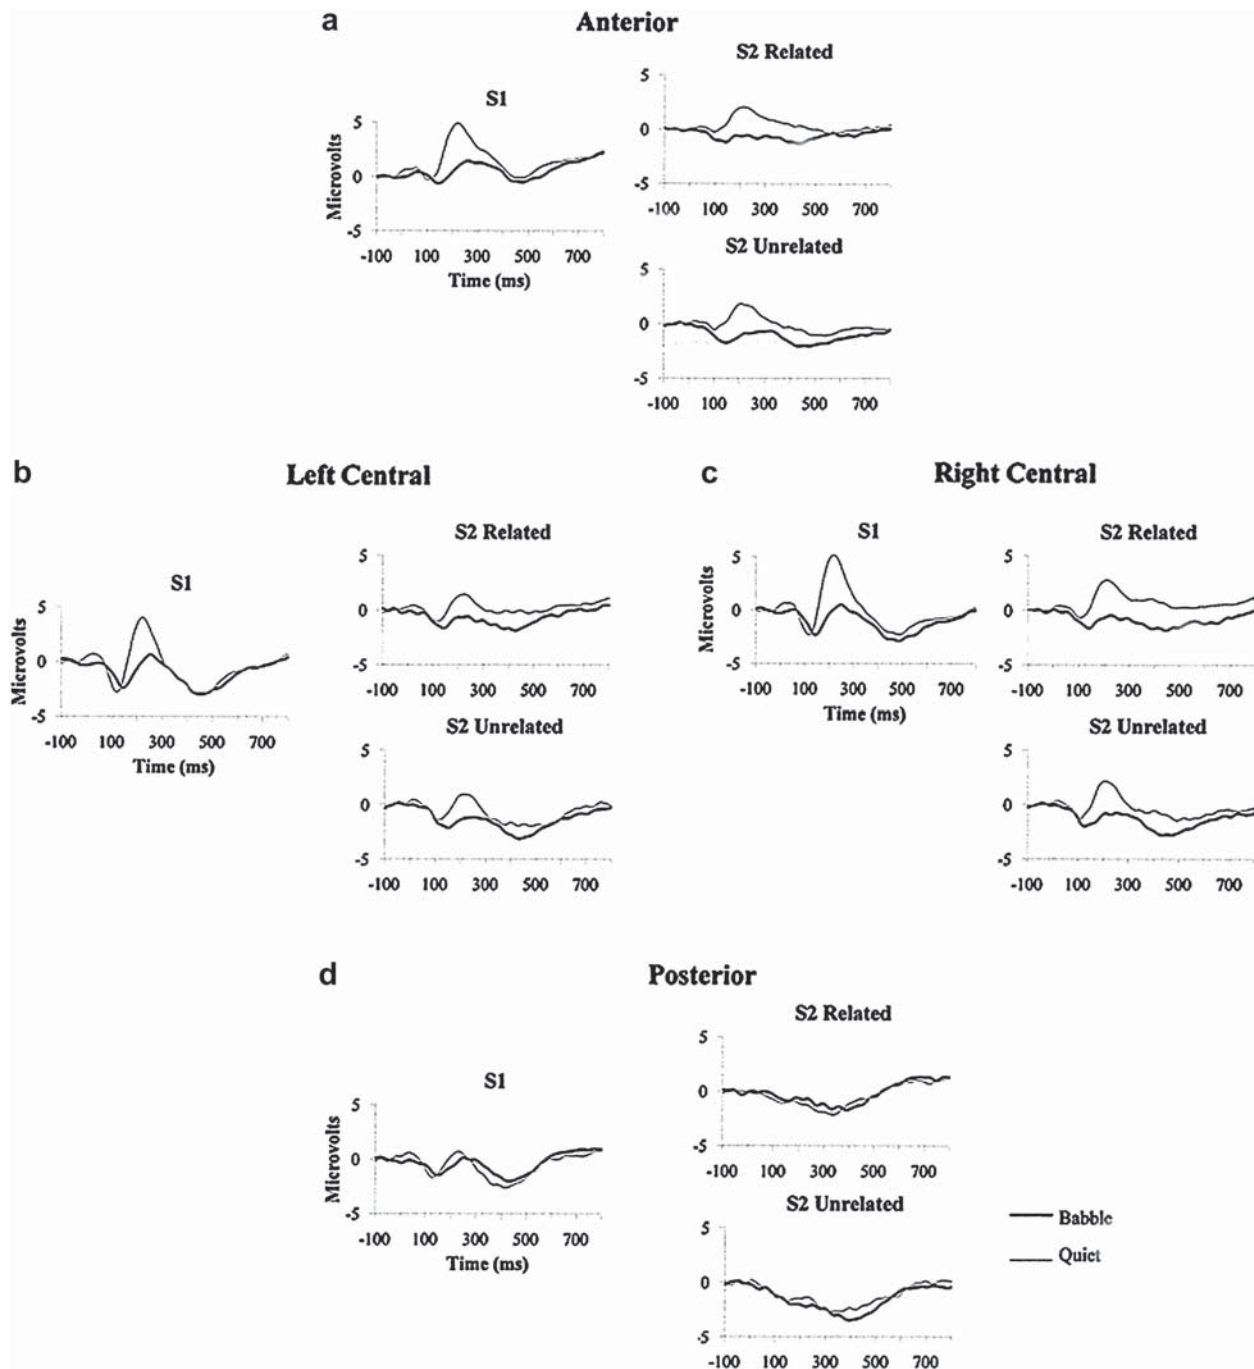 a
Anterior
S2 Related
S1
5
0
-5
Microvolts
-100 100 300 500 700
Time (ms)
5
0
-5
-100 100 300 500 700
S2 Unrelated
5
0
-5
-100 100 300 500 700
b
Left Central
S1
5
0
-5
Microvolts
-100 100 300 500 700
Time (ms)
S2 Related
5
0
-5
-100 100 300 500 700
S2 Unrelated
5
0
-5
-100 100 300 500 700
c
Right Central
S1
5
0
-5
Microvolts
-100 100 300 500 700
Time (ms)
S2 Related
5
0
-5
-100 100 300 500 700
S2 Unrelated
5
0
-5
-100 100 300 500 700
d
Posterior
S1
5
0
-5
Microvolts
-100 100 300 500 700
Time (ms)
S2 Related
5
0
-5
-100 100 300 500 700
S2 Unrelated
5
0
-5
-100 100 300 500 700
Babble
Quiet